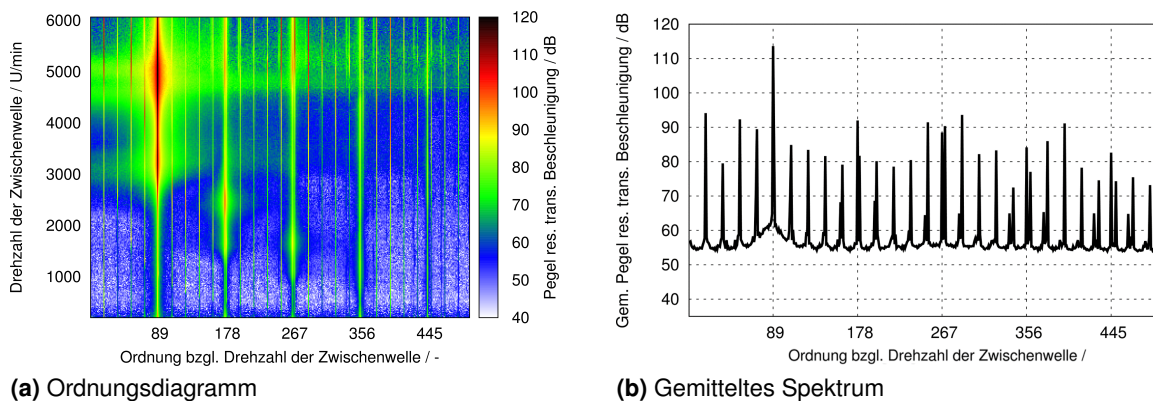 6000
5000
4000
3000
2000
1000
Drehzahl der Zwischenwelle / U/min
89 178 267 356 445
Ordnung bzgl. Drehzahl der Zwischenwelle / -
120
110
100
90
80
70
60
50
40
Pegel res. trans. Beschleunigung / dB
(a) Ordnungsdiagramm
120
110
100
90
80
70
60
50
40
Gem. Pegel res. trans. Beschleunigung / dB
89 178 267 356 445
Ordnung bzgl. Drehzahl der Zwischenwelle /
(b) Gemitteltes Spektrum